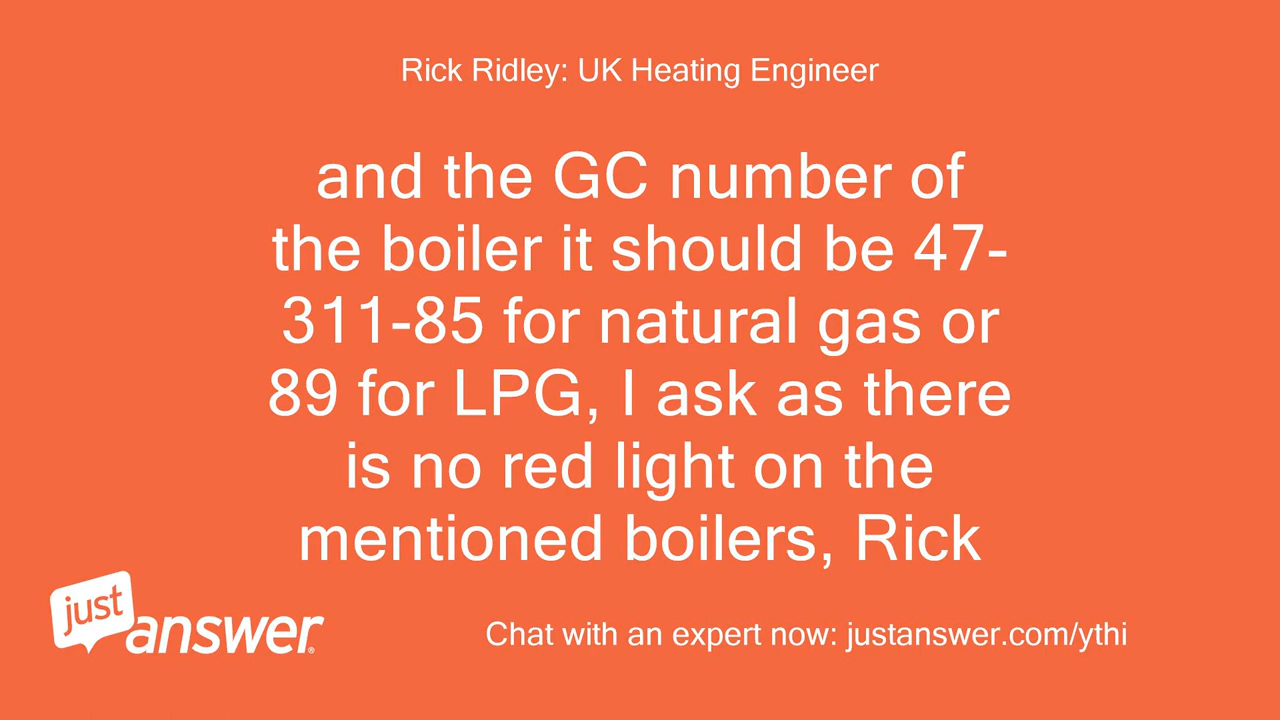 Rick Ridley: UK Heating Engineer
and the GC number of
the boiler it should be 47-
311-85 for natural gas or
89 for LPG, I ask as there
is no red light on the
mentioned boilers, Rick
just
answer®
Chat with an expert now: justanswer.com/ythi